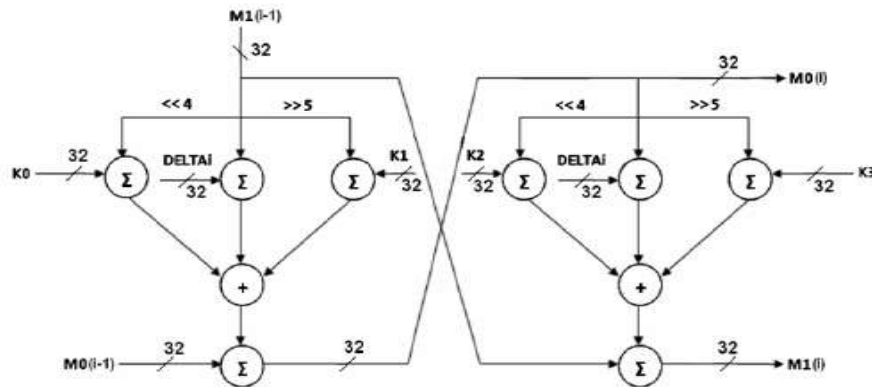 M1(i-1)
32 32
M0(i)
<<4 >>5 <<4 >>5
K0 32 Σ DELTAi 32 Σ Σ K1 32 K2 32 Σ DELTAi 32 Σ Σ 32 K3
+ +
M0(i-1) 32 Σ 32 Σ 32 M1(i)